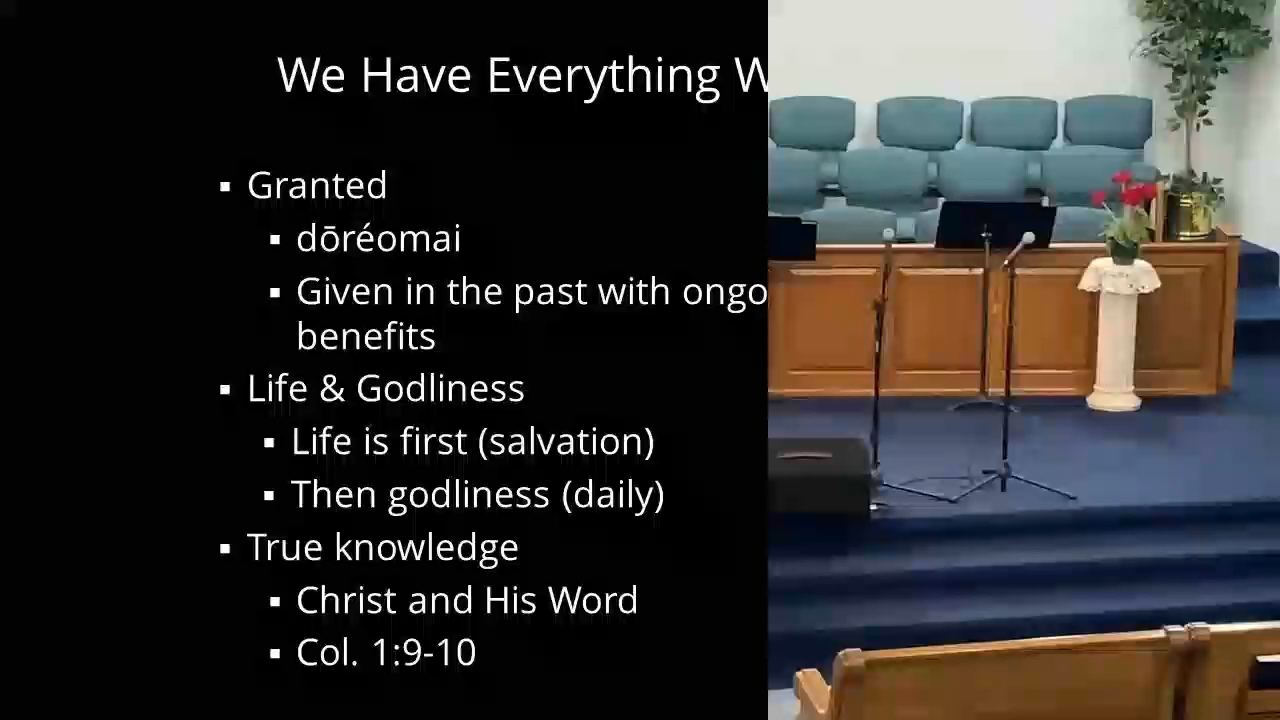 We Have Everything W
▪ Granted
▪ dōréomai
▪ Given in the past with ongo
benefits
▪ Life & Godliness
▪ Life is first (salvation)
▪ Then godliness (daily)
▪ True knowledge
▪ Christ and His Word
▪ Col. 1:9-10